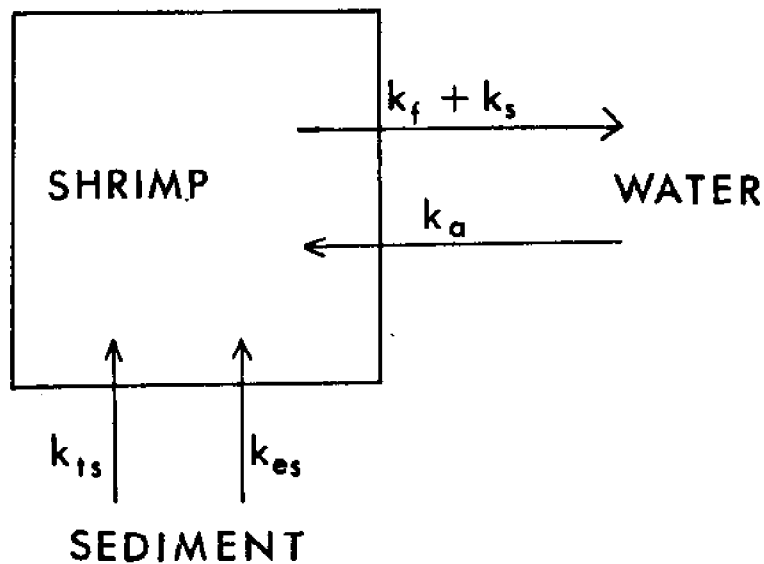 k_f + k_s
SHRIMP
WATER
k_a
k_ts
k_es
SEDIMENT